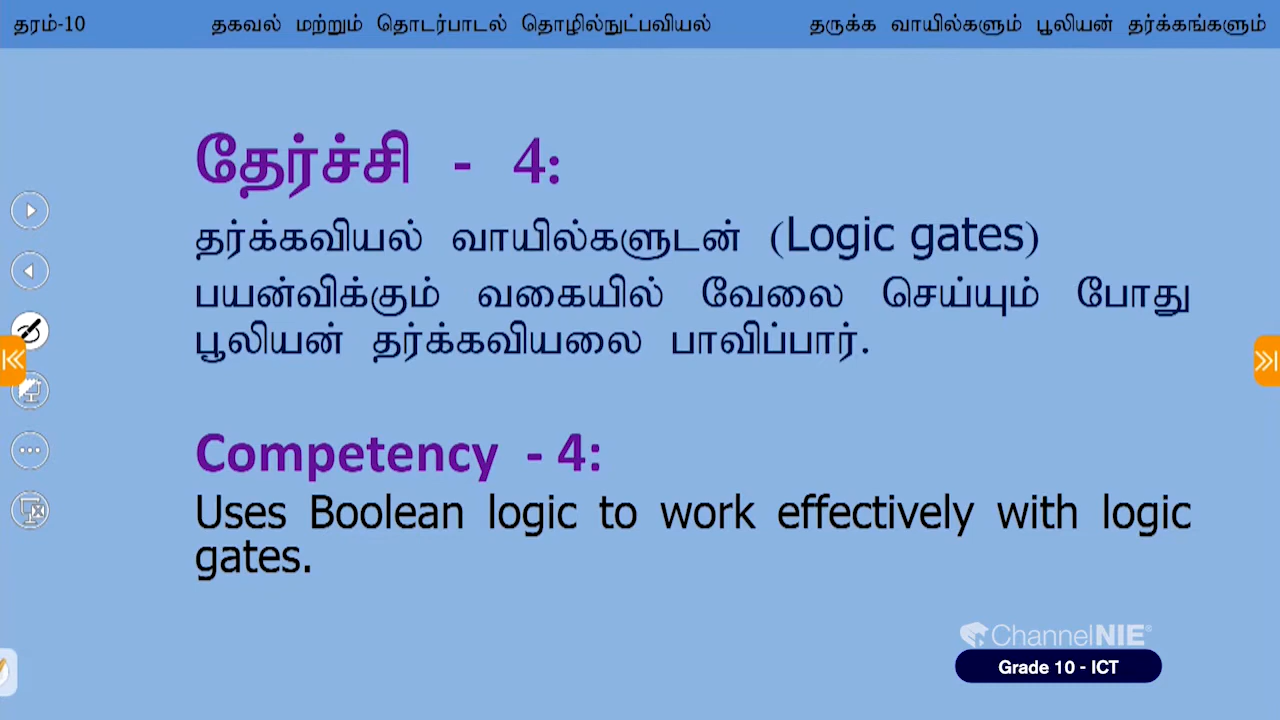 தரம்-10 தகவல் மற்றும் தொடர்பாடல் தொழில்நுட்பவியல் தருக்க வாயில்களும் பூலியன் தர்க்கங்களும்
தேர்ச்சி - 4:
தர்க்கவியல் வாயில்களுடன் (Logic gates)
பயன்விக்கும் வகையில் வேலை செய்யும் போது
பூலியன் தர்க்கவியலை பாவிப்பார்.
Competency - 4:
Uses Boolean logic to work effectively with logic
gates.
ChannelNIE®
Grade 10 - ICT